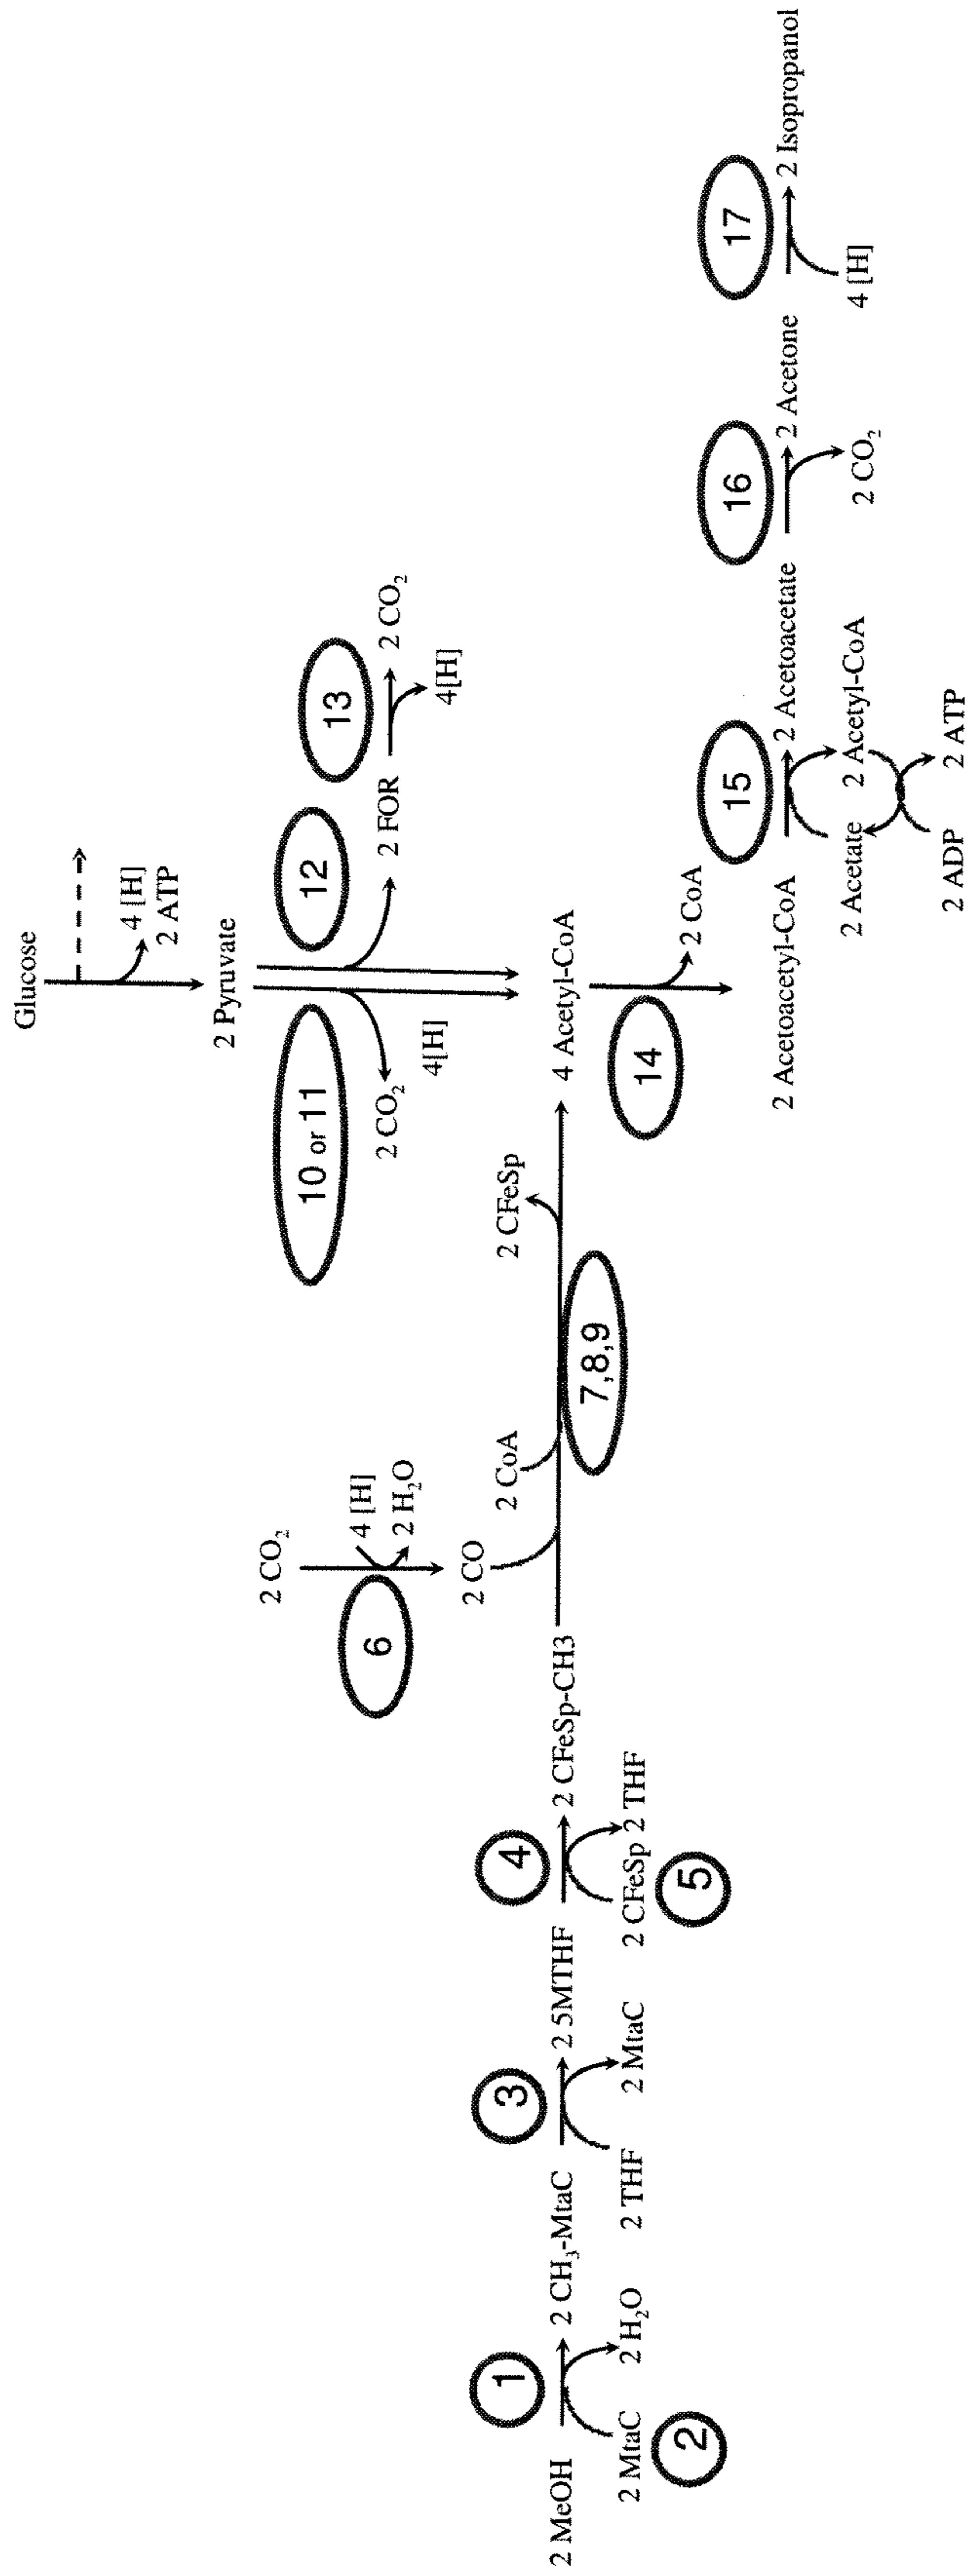 Glucose
4 [H]
2 ATP
2 Pyruvate
10 or 11
12
13
2 CO₂
4[H]
2 FOR
2 CO₂
4[H]
2 CO₂
6
4 [H]
2 H₂O
2 CO
2 CoA
2 CFeSp
7,8,9
4 Acetyl-CoA
1
3
4
2 MeOH
2 CH₃-MtaC
2 5MTHF
2 CFeSp-CH3
2 MtaC
2 H₂O
2 THF
2 MtaC
2 CFeSp
2 THF
2
5
14
2 CoA
15
16
17
2 Acetoacetyl-CoA
2 Acetoacetate
2 Acetone
2 Isopropanol
2 Acetate
2 Acetyl-CoA
2 CO₂
4 [H]
2 ADP
2 ATP